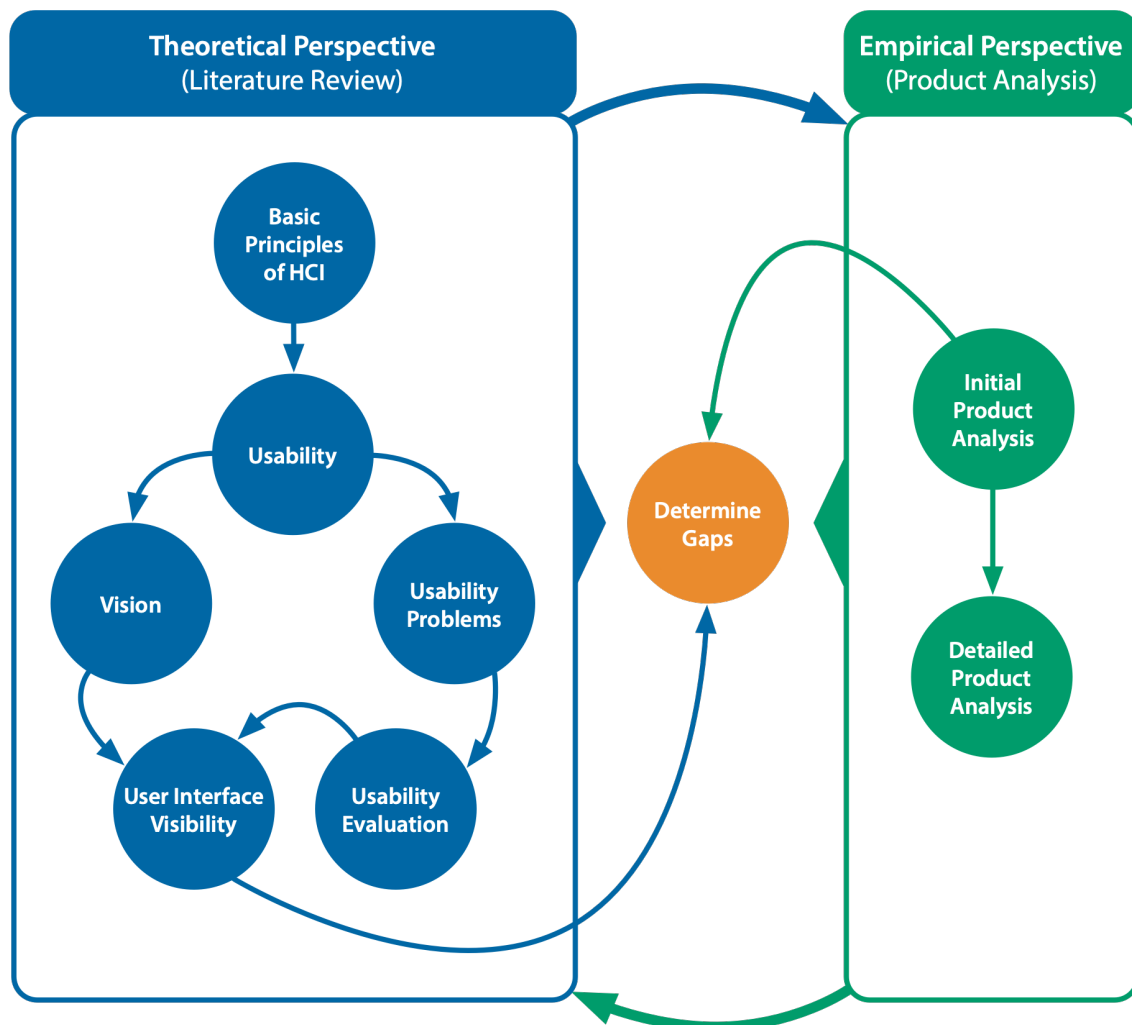 Theoretical Perspective
(Literature Review)
Empirical Perspective
(Product Analysis)
Basic
Principles
of HCI
Usability
Vision
Usability
Problems
User Interface
Visibility
Usability
Evaluation
Determine
Gaps
Initial
Product
Analysis
Detailed
Product
Analysis